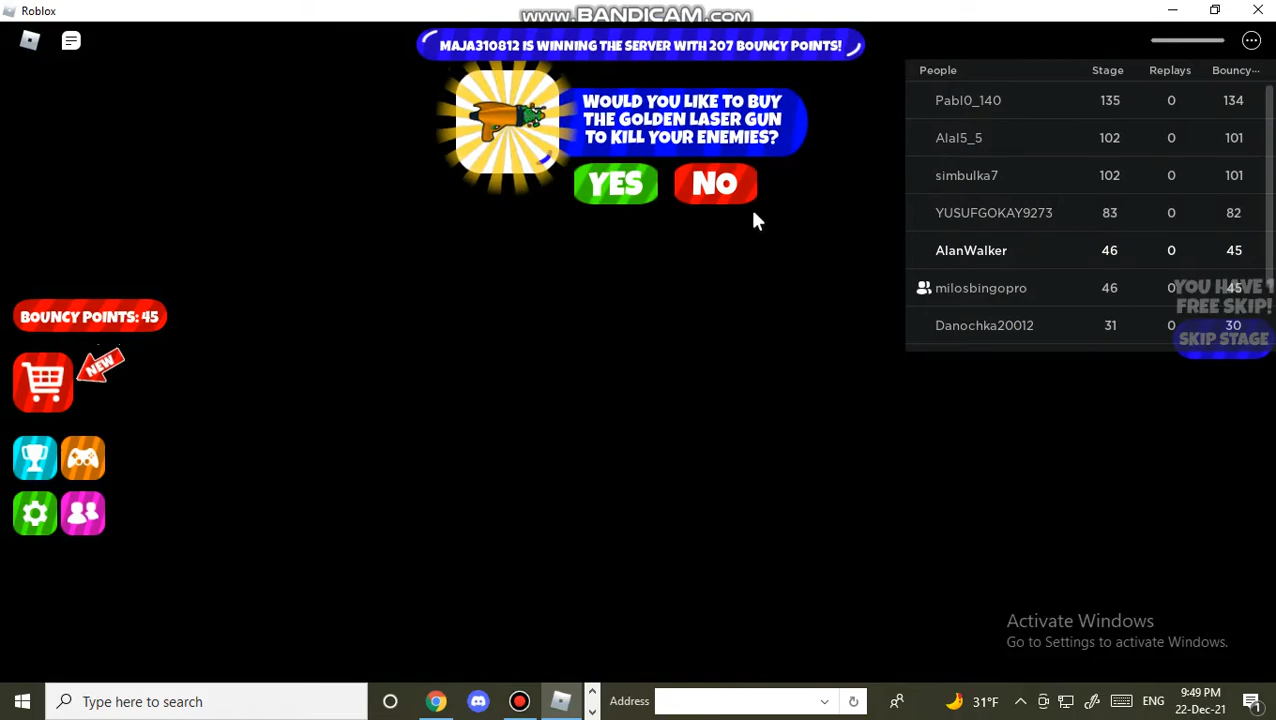 Roblox
www.BANDICAM.com
MAJA310812 IS WINNING THE SERVER WITH 207 BOUNCY POINTS!
WOULD YOU LIKE TO BUY
THE GOLDEN LASER GUN
TO KILL YOUR ENEMIES?
YES NO
People Stage Replays Bouncy...
Pabl0_140 135 0 134
Alal5_5 102 0 101
simbulka7 102 0 101
YUSUFGOKAY9273 83 0 82
AlanWalker 46 0 45
milosbingopro 46 0 45
Danochka20012 31 0 30
YOU HAVE 1
FREE SKIP!
SKIP STAGE
BOUNCY POINTS: 45
NEW
Activate Windows
Go to Settings to activate Windows.
Type here to search
Address
31°F
ENG
9:49 PM
22-Dec-21
1